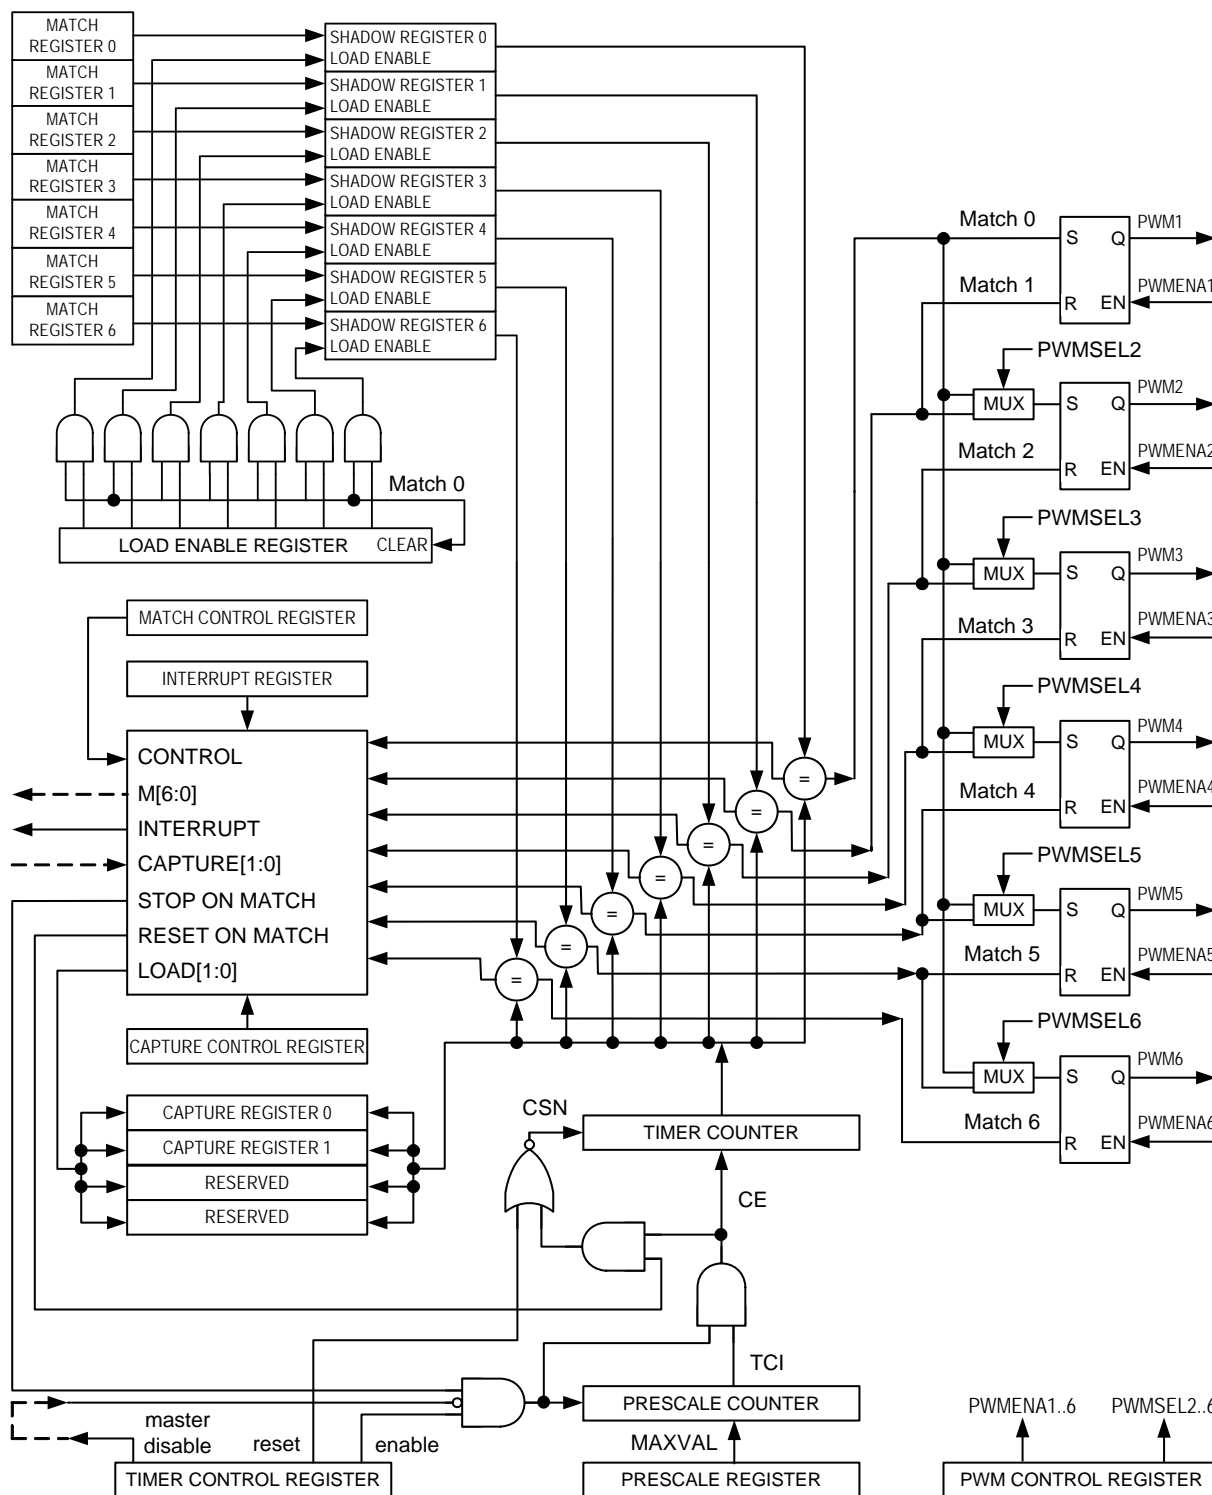 MATCH
REGISTER 0
MATCH
REGISTER 1
MATCH
REGISTER 2
MATCH
REGISTER 3
MATCH
REGISTER 4
MATCH
REGISTER 5
MATCH
REGISTER 6
SHADOW REGISTER 0
LOAD ENABLE
SHADOW REGISTER 1
LOAD ENABLE
SHADOW REGISTER 2
LOAD ENABLE
SHADOW REGISTER 3
LOAD ENABLE
SHADOW REGISTER 4
LOAD ENABLE
SHADOW REGISTER 5
LOAD ENABLE
SHADOW REGISTER 6
LOAD ENABLE
Match 0
LOAD ENABLE REGISTER CLEAR
MATCH CONTROL REGISTER
INTERRUPT REGISTER
CONTROL
M[6:0]
INTERRUPT
CAPTURE[1:0]
STOP ON MATCH
RESET ON MATCH
LOAD[1:0]
CAPTURE CONTROL REGISTER
CAPTURE REGISTER 0
CAPTURE REGISTER 1
RESERVED
RESERVED
=
=
=
=
=
=
=
Match 0
S Q
PWM1
Match 1
R EN
PWMENA1
PWMSEL2
MUX
S Q
PWM2
Match 2
R EN
PWMENA2
PWMSEL3
MUX
S Q
PWM3
Match 3
R EN
PWMENA3
PWMSEL4
MUX
S Q
PWM4
Match 4
R EN
PWMENA4
PWMSEL5
MUX
S Q
PWM5
Match 5
R EN
PWMENA5
PWMSEL6
MUX
S Q
PWM6
Match 6
R EN
PWMENA6
CSN
TIMER COUNTER
CE
TCI
PRESCALE COUNTER
MAXVAL
PRESCALE REGISTER
master
disable
reset
enable
TIMER CONTROL REGISTER
PWMENA1..6 PWMSEL2..6
PWM CONTROL REGISTER